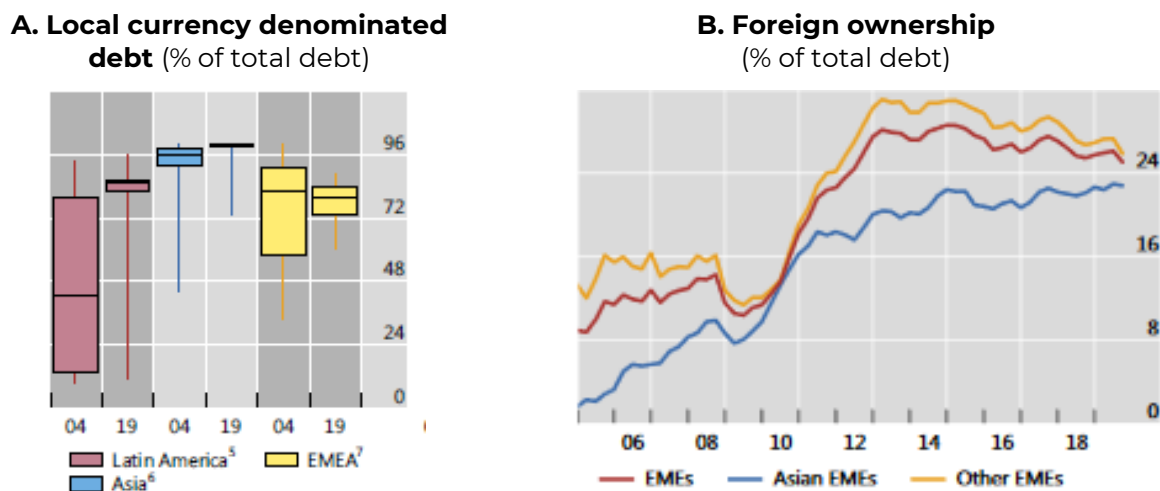 A. Local currency denominated
debt (% of total debt)
96
72
48
24
0
04 19 04 19 04 19
Latin America⁵ EMEA⁷
Asia⁶
B. Foreign ownership
(% of total debt)
24
16
8
0
06 08 10 12 14 16 18
EMEs Asian EMEs Other EMEs